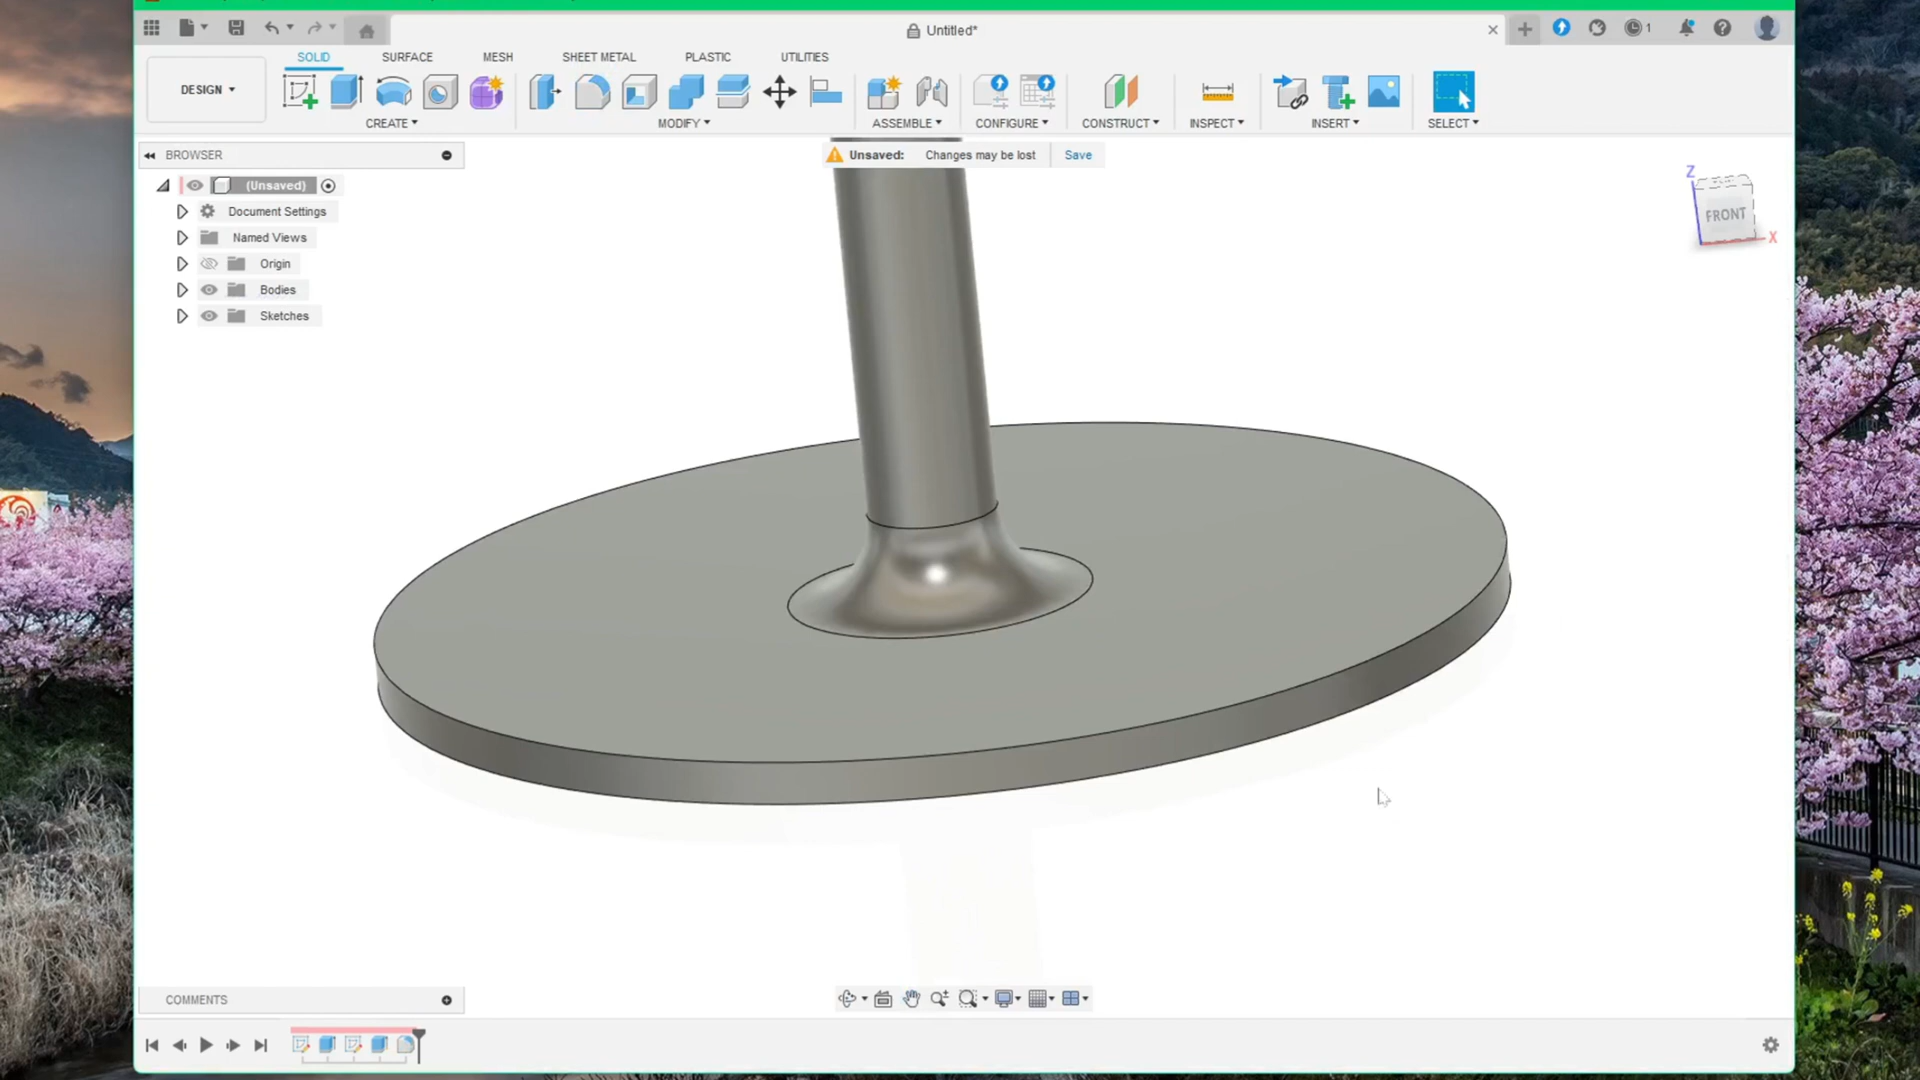 Untitled*
1
SOLID SURFACE MESH SHEET METAL PLASTIC UTILITIES
DESIGN
CREATE MODIFY ASSEMBLE CONFIGURE CONSTRUCT INSPECT INSERT SELECT
BROWSER
Unsaved: Changes may be lost Save
(Unsaved)
Document Settings
Named Views
Origin
Bodies
Sketches
Z
FRONT
X
COMMENTS